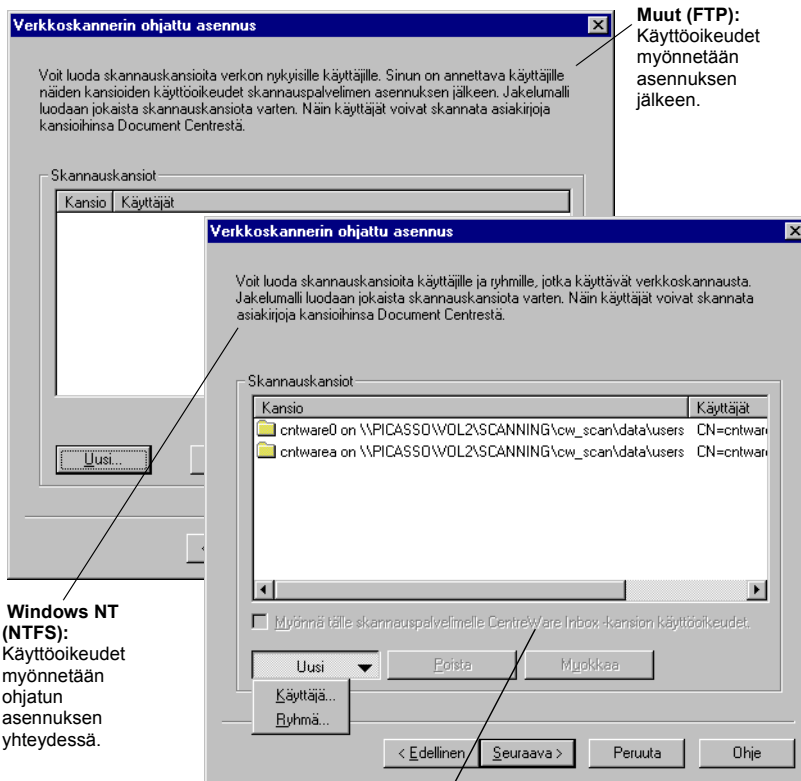 Verkkoskannerin ohjattu asennus
Muut (FTP):
Käyttöoikeudet
myönnetään
asennuksen
jälkeen.
Voit luoda skannauskansioita verkon nykyisille käyttäjille. Sinun on annettava käyttäjille
näiden kansioiden käyttöoikeudet skannauspalvelimen asennuksen jälkeen. Jakelumalli
luodaan jokaista skannauskansiota varten. Näin käyttäjät voivat skannata asiakirjoja
kansioihinsa Document Centrestä.
Skannauskansiot
Kansio Käyttäjät
Uusi...
<
Verkkoskannerin ohjattu asennus
Voit luoda skannauskansioita käyttäjille ja ryhmille, jotka käyttävät verkkoskannausta.
Jakelumalli luodaan jokaista skannauskansiota varten. Näin käyttäjät voivat skannata
asiakirjoja kansioihinsa Document Centrestä.
Skannauskansiot
Kansio Käyttäjät
cntware0 on \\PICASSO\VOL2\SCANNING\cw_scan\data\users CN=cntwar
cntwarea on \\PICASSO\VOL2\SCANNING\cw_scan\data\users CN=cntwar
Myönnä tälle skannauspalvelimelle CentreWare Inbox -kansion käyttöoikeudet.
Uusi Poista Muokkaa
Käyttäjä...
Ryhmä...
< Edellinen Seuraava > Peruuta Ohje
Windows NT
(NTFS):
Käyttöoikeudet
myönnetään
ohjatun
asennuksen
yhteydessä.